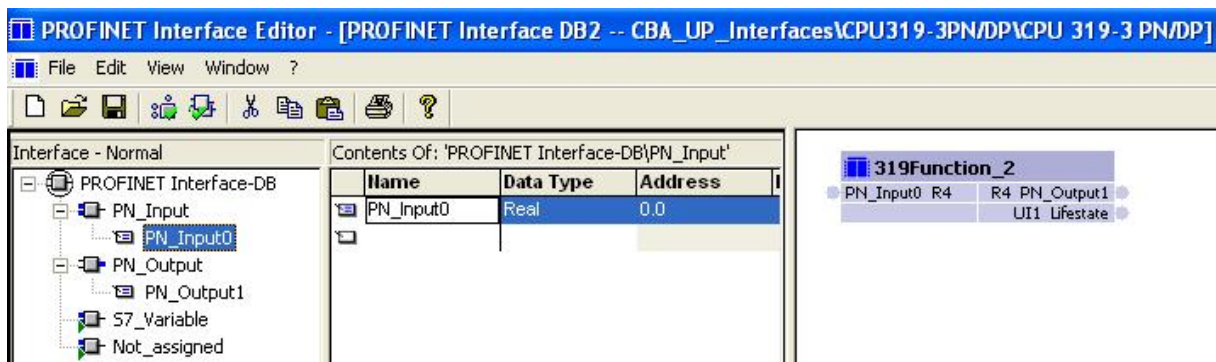 PROFINET Interface Editor - [PROFINET Interface DB2 -- CBA_UP_Interfaces\CPU319-3PN/DP\CPU 319-3 PN/DP]
File Edit View Window ?
Interface - Normal
PROFINET Interface-DB
PN_Input
PN_Input0
PN_Output
PN_Output1
S7_Variable
Not_assigned
Contents Of: 'PROFINET Interface-DB\PN_Input'
Name Data Type Address I
PN_Input0 Real 0.0
319Function_2
PN_Input0 R4 R4 PN_Output1
UI1 Lifestate